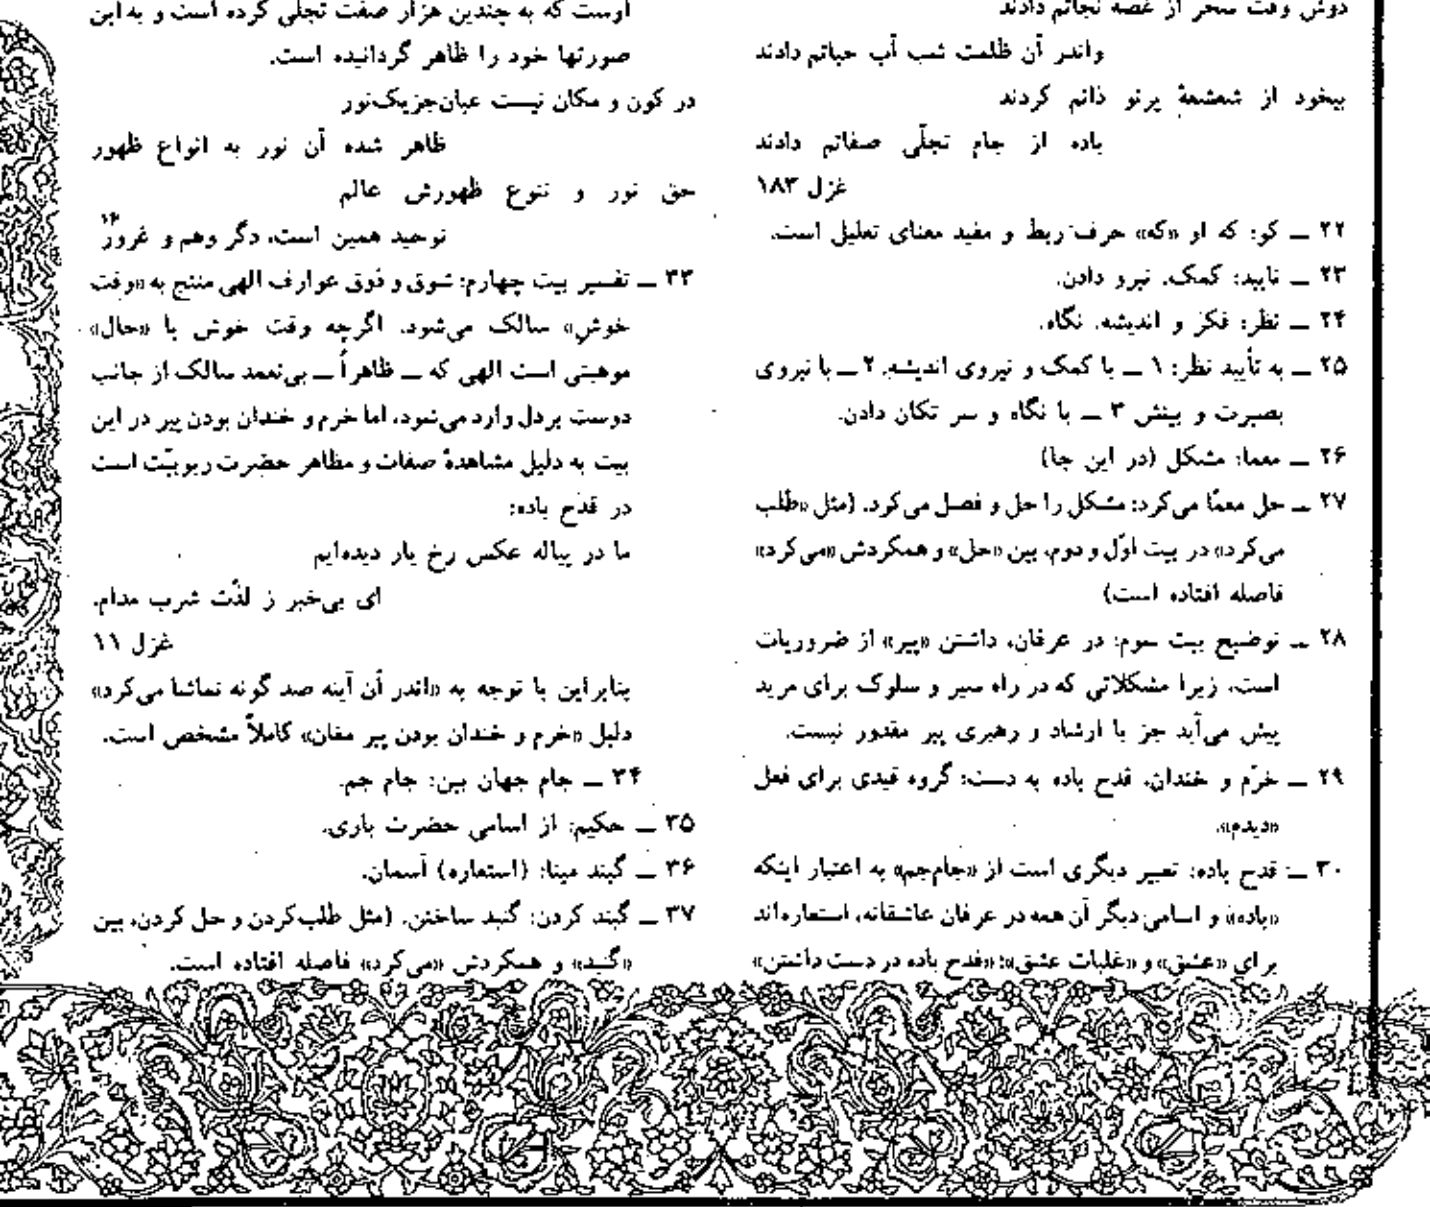 دوش وقت سحر از غصه نجاتم دادند
واندر آن ظلمت شب آب حیاتم دادند
بیخود از شعشعهٔ پرتو ذاتم کردند
باده از جام تجلّی صفاتم دادند
غزل ۱۸۳
۲۲ ــ کو: که او «که» حرف ربط و مفید معنای تعلیل است.
۲۳ ــ تایید: کمک. نیرو دادن.
۲۴ ــ نظر: فکر و اندیشه. نگاه.
۲۵ ــ به تأیید نظر: ۱ ــ با کمک و نیروی اندیشه. ۲ ــ با نیروی
بصیرت و بینش ۳ ــ با نگاه و سر تکان دادن.
۲۶ ــ معما: مشکل (در این جا)
۲۷ ــ حل معمّا می‌کرد: مشکل را حل و فصل می‌کرد. (مثل «طلب
می‌کرد» در بیت اوّل و دوم، بین «حل» و همکردش «می‌کرد»
فاصله افتاده است)
۲۸ ــ توضیح بیت سوم: در عرفان، داشتن «پیر» از ضروریات
است، زیرا مشکلاتی که در راه سیر و سلوک برای مرید
پیش می‌آید جز با ارشاد و رهبری پیر مقدور نیست.
۲۹ ــ خرّم و خندان، قدح باده به دست: گروه قیدی برای فعل
«دیدم».
۳۰ ــ قدح باده: تعبیر دیگری است از «جام‌جم» به اعتبار اینکه
«باده» و اسامی دیگر آن همه در عرفان عاشقانه، استعاره‌اند
برای «عشق» و «غلبات عشق»؛ «قدح باده در دست داشتن»
اوست که به چندین هزار صفت تجلی کرده است و به این
صورتها خود را ظاهر گردانیده است.
در کون و مکان نیست عیان‌جز یک‌نور
ظاهر شده آن نور به انواع ظهور
حق نور و تنوع ظهورش عالم
توحید همین است، دگر وهم و غرور ۱۶
۳۳ ــ تفسیر بیت چهارم: شوق و ذوق عوارف الهی منتج به «وقت
خوش» سالک می‌شود. اگرچه وقت خوش یا «حال»
موهبتی است الهی که ــ ظاهراً ــ بی‌تعمد سالک از جانب
دوست بردل وارد می‌شود، اما خرم و خندان بودن پیر در این
بیت به دلیل مشاهدهٔ صفات و مظاهر حضرت ربوبیّت است
در قدح باده:
ما در پیاله عکس رخ یار دیده‌ایم
ای بی‌خبر ز لذّت شرب مدام.
غزل ۱۱
بنابراین با توجه به «اندر آن آینه صد گونه تماشا می‌کرد»
دلیل «خرم و خندان بودن پیر مغان» کاملاً مشخص است.
۳۴ ــ جام جهان بین: جام جم.
۳۵ ــ حکیم: از اسامی حضرت باری.
۳۶ ــ گنبد مینا: (استعاره) آسمان.
۳۷ ــ گنبد کردن: گنبد ساختن. (مثل طلب‌کردن و حل کردن، بین
«گنبد» و همکردش «می‌کرد» فاصله افتاده است.